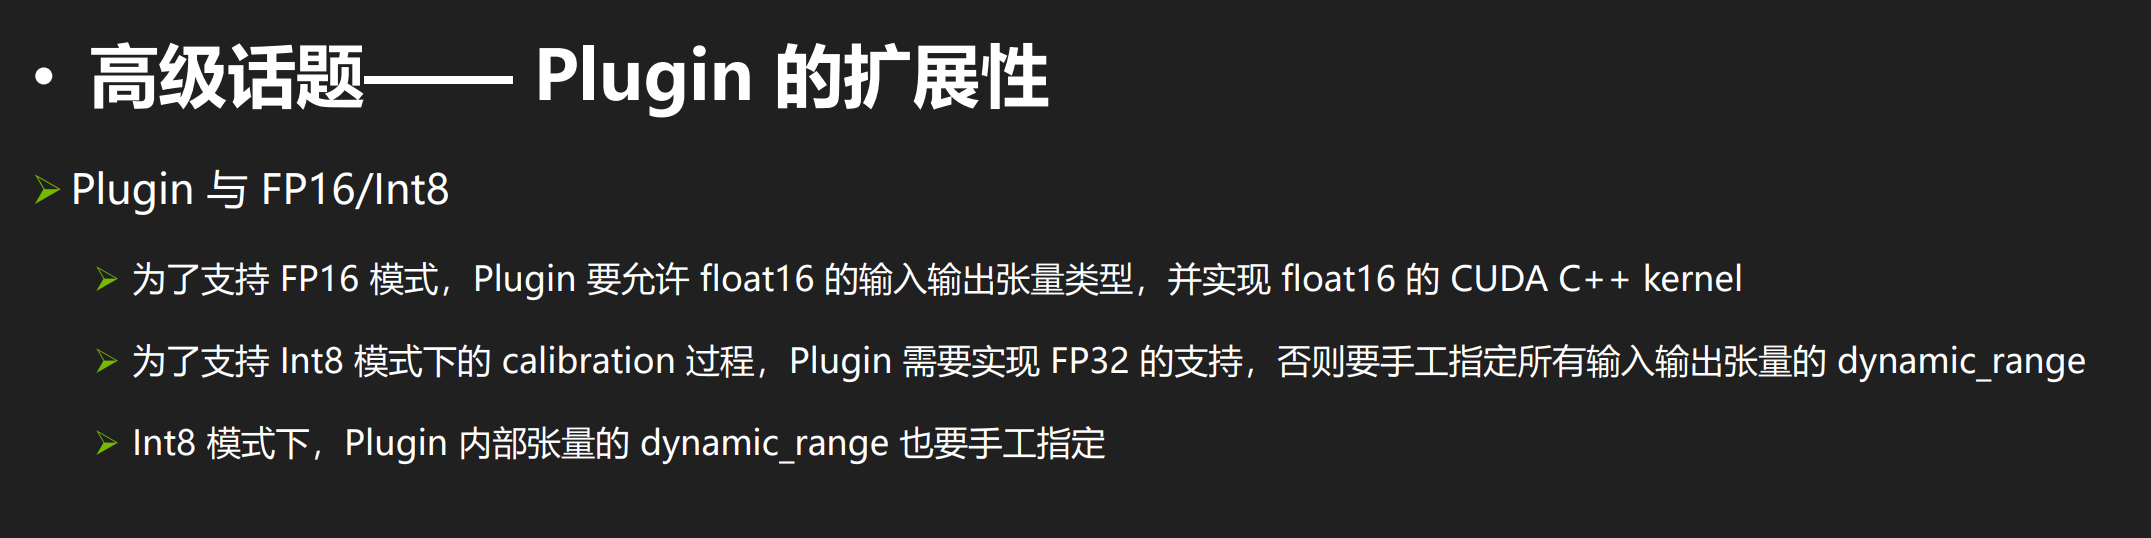 • 高级话题—— Plugin 的扩展性
➢ Plugin 与 FP16/Int8
➢ 为了支持 FP16 模式，Plugin 要允许 float16 的输入输出张量类型，并实现 float16 的 CUDA C++ kernel
➢ 为了支持 Int8 模式下的 calibration 过程，Plugin 需要实现 FP32 的支持，否则要手工指定所有输入输出张量的 dynamic_range
➢ Int8 模式下，Plugin 内部张量的 dynamic_range 也要手工指定